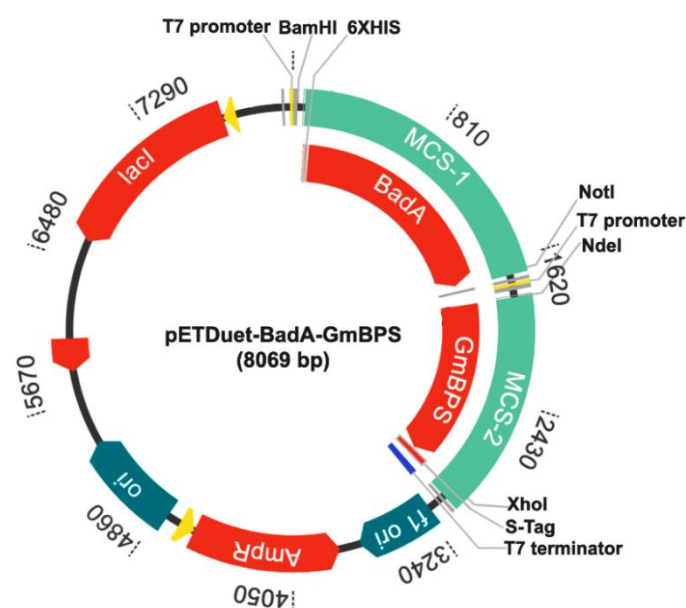 T7 promoter BamHI 6XHIS
7290
810
lacI
MCS-1
BadA
NotI
T7 promoter
NdeI
6480
1620
pETDuet-BadA-GmBPS
(8069 bp)
GmBPS
MCS-2
5670
2430
ori
XhoI
S-Tag
T7 terminator
f1 ori
4860
AmpR
3240
4050